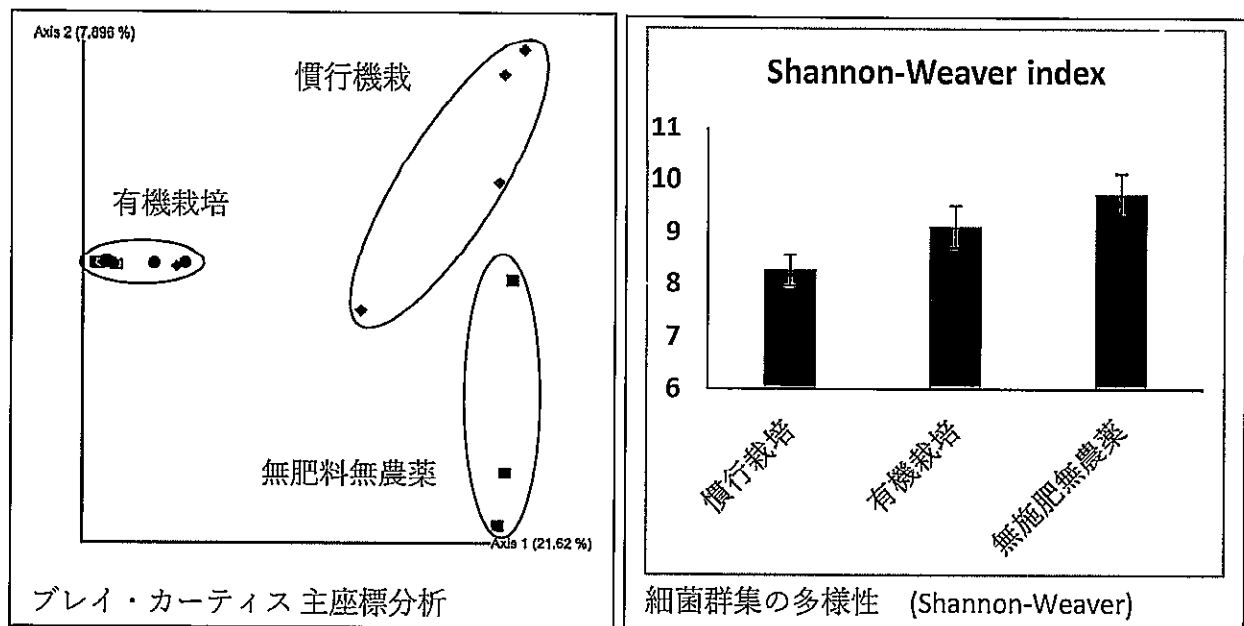 Axis 2 (7.896 %)
慣行機栽
有機栽培
無肥料無農薬
Axis 1 (21.62 %)
ブレイ・カーティス 主座標分析
Shannon-Weaver index
11
10
9
8
7
6
慣行栽培
有機栽培
無施肥無農薬
細菌群集の多様性 (Shannon-Weaver)